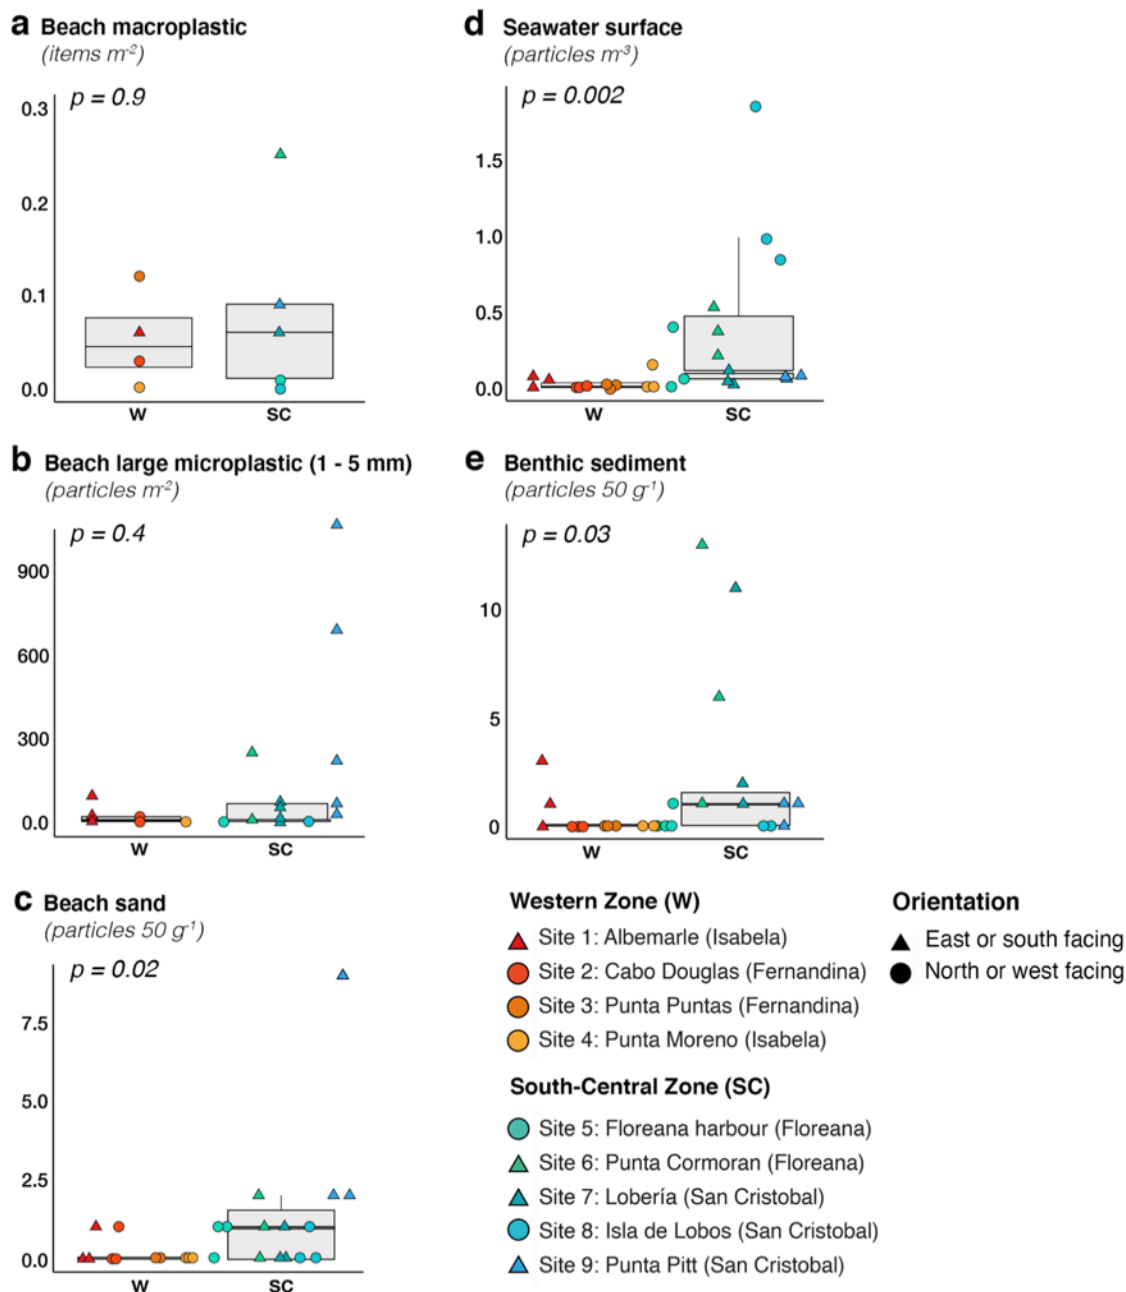 a Beach macroplastic
(items m-2)
p = 0.9
0.3
0.2
0.1
0.0
W SC
b Beach large microplastic (1 - 5 mm)
(particles m-2)
p = 0.4
900
600
300
0.0
W SC
c Beach sand
(particles 50 g-1)
p = 0.02
7.5
5.0
2.5
0.0
W SC
d Seawater surface
(particles m-3)
p = 0.002
1.5
1.0
0.5
0.0
W SC
e Benthic sediment
(particles 50 g-1)
p = 0.03
10
5
0
W SC
Western Zone (W)
Site 1: Albemarle (Isabela)
Site 2: Cabo Douglas (Fernandina)
Site 3: Punta Puntas (Fernandina)
Site 4: Punta Moreno (Isabela)
South-Central Zone (SC)
Site 5: Floreana harbour (Floreana)
Site 6: Punta Cormoran (Floreana)
Site 7: Lobería (San Cristobal)
Site 8: Isla de Lobos (San Cristobal)
Site 9: Punta Pitt (San Cristobal)
Orientation
East or south facing
North or west facing